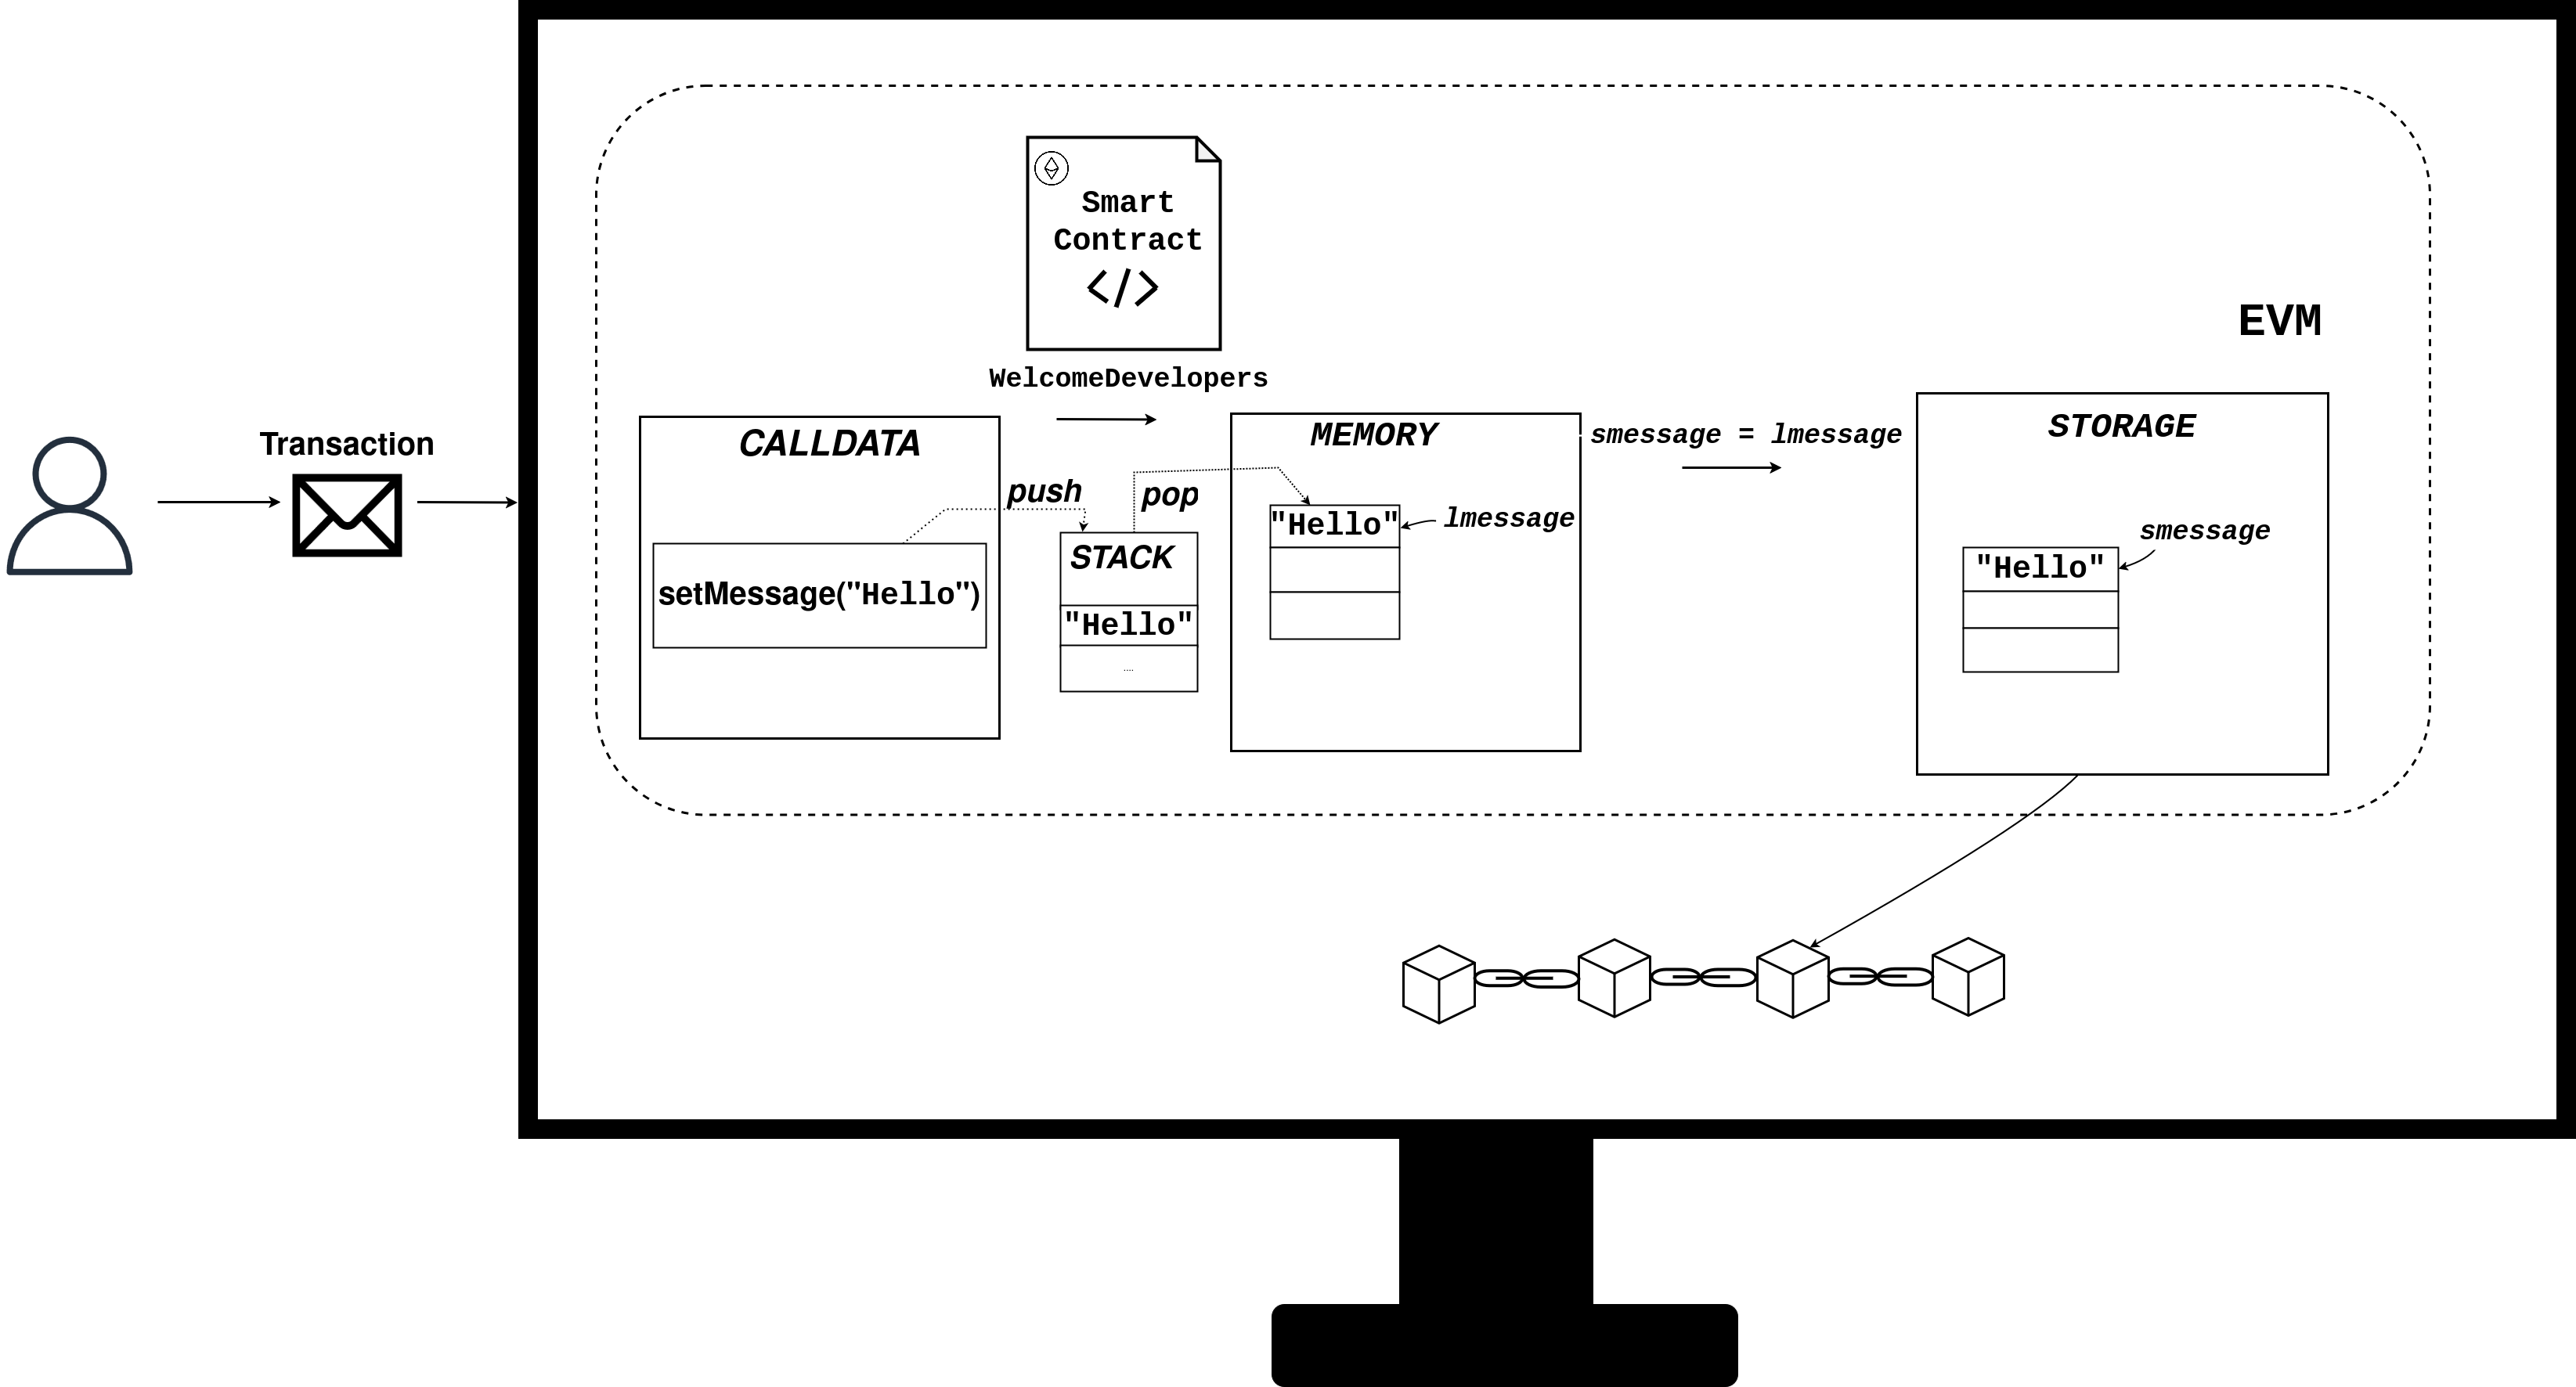 Transaction
Smart
Contract
</>
WelcomeDevelopers
EVM
CALLDATA
setMessage("Hello")
push
pop
STACK
"Hello"
....
MEMORY
"Hello"
lmessage
smessage = lmessage
STORAGE
smessage
"Hello"